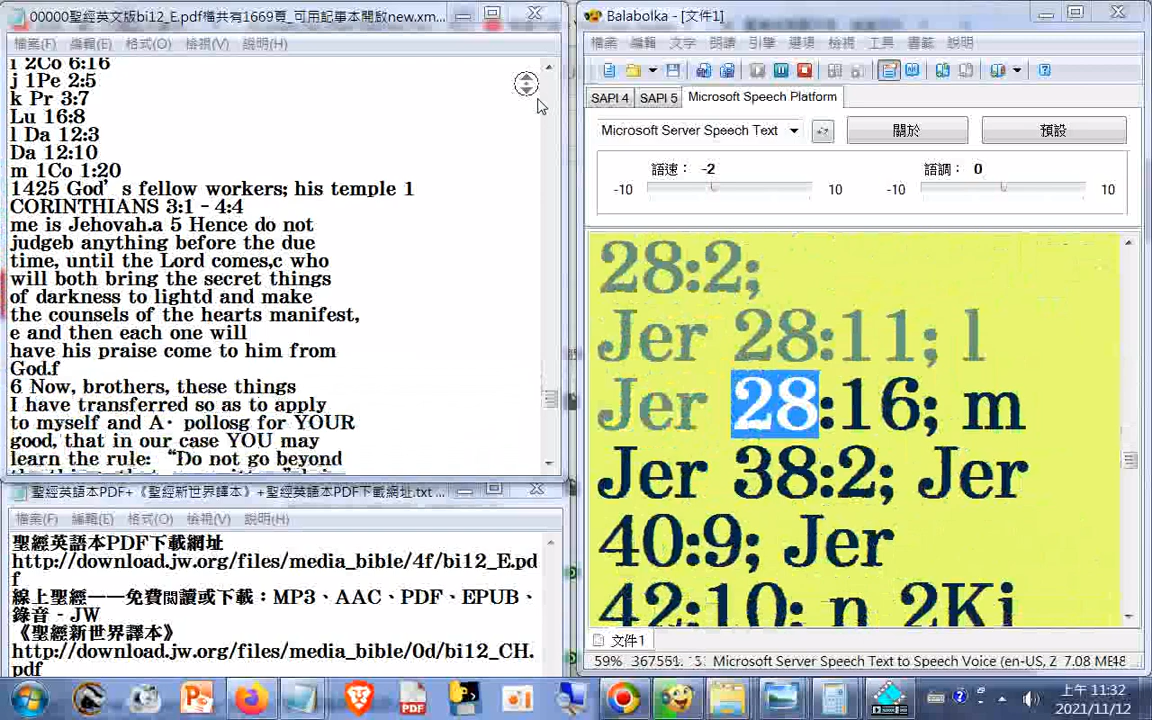 00000聖經英文版bi12_E.pdf檔共有1669頁_可用記事本開啟new.xm...
檔案(F) 編輯(E) 格式(O) 檢視(V) 說明(H)
i 2Co 6:16
j 1Pe 2:5
k Pr 3:7
Lu 16:8
l Da 12:3
Da 12:10
m 1Co 1:20
1425 God’s fellow workers; his temple 1
CORINTHIANS 3:1–4:4
me is Jehovah.a 5 Hence do not
judgeb anything before the due
time, until the Lord comes,c who
will both bring the secret things
of darkness to lightd and make
the counsels of the hearts manifest,
e and then each one will
have his praise come to him from
God.f
6 Now, brothers, these things
I have transferred so as to apply
to myself and A· pollosg for YOUR
good, that in our case YOU may
learn the rule: “Do not go beyond
聖經英語本PDF+《聖經新世界譯本》+聖經英語本PDF下載網址.txt ...
檔案(F) 編輯(E) 格式(O) 檢視(V) 說明(H)
聖經英語本PDF下載網址
http://download.jw.org/files/media_bible/4f/bi12_E.pd
f
線上聖經——免費閱讀或下載：MP3、AAC、PDF、EPUB、
錄音 - JW
《聖經新世界譯本》
http://download.jw.org/files/media_bible/0d/bi12_CH.
pdf
Balabolka - [文件1]
檔案 編輯 文字 朗讀 引擎 選項 檢視 工具 書籤 說明
SAPI 4 SAPI 5 Microsoft Speech Platform
Microsoft Server Speech Text 關於 預設
語速： -2 語調： 0
-10 10 -10 10
28:2;
Jer 28:11; l
Jer 28:16; m
Jer 38:2; Jer
40:9; Jer
42:10; n 2Ki
文件1
59% Microsoft Server Speech Text to Speech Voice (en-US, Z 7.08 MB
PDF
上午 11:32
2021/11/12